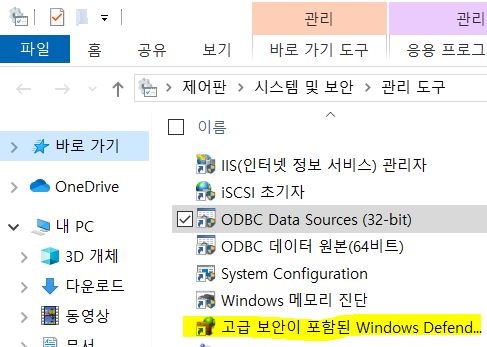 관리 관리
파일 홈 공유 보기 바로 가기 도구 응용 프로그
제어판 시스템 및 보안 관리 도구
이름
바로 가기
OneDrive
내 PC
3D 개체
다운로드
동영상
문서
IIS(인터넷 정보 서비스) 관리자
iSCSI 초기자
ODBC Data Sources (32-bit)
ODBC 데이터 원본(64비트)
System Configuration
Windows 메모리 진단
고급 보안이 포함된 Windows Defend...